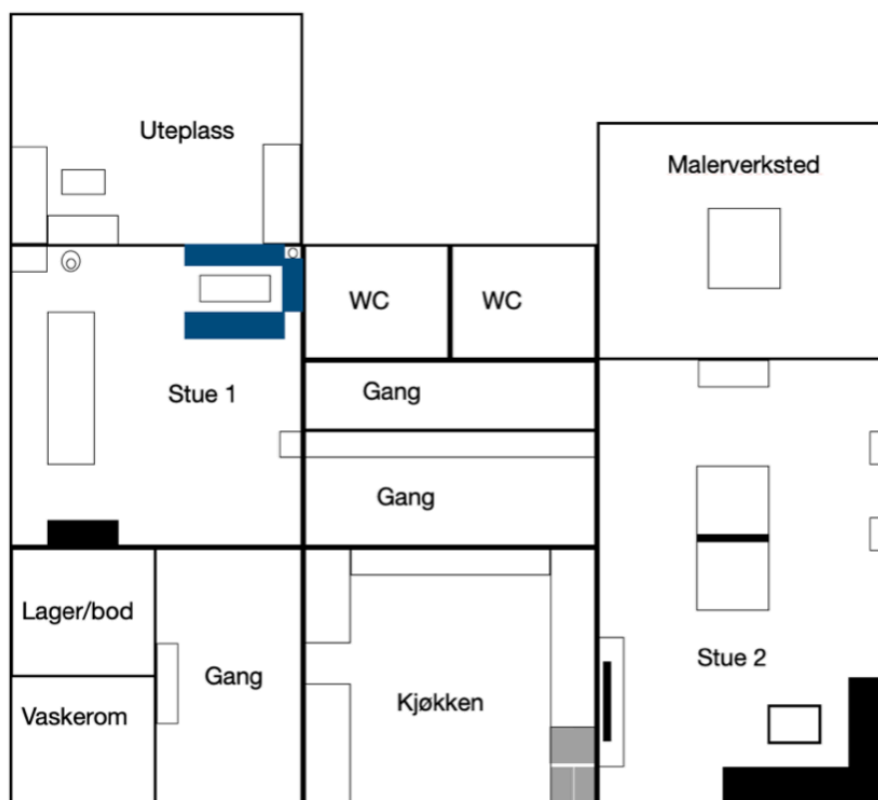 Uteplass
Malerverksted
WC
WC
Stue 1
Gang
Gang
Lager/bod
Gang
Stue 2
Kjøkken
Vaskerom